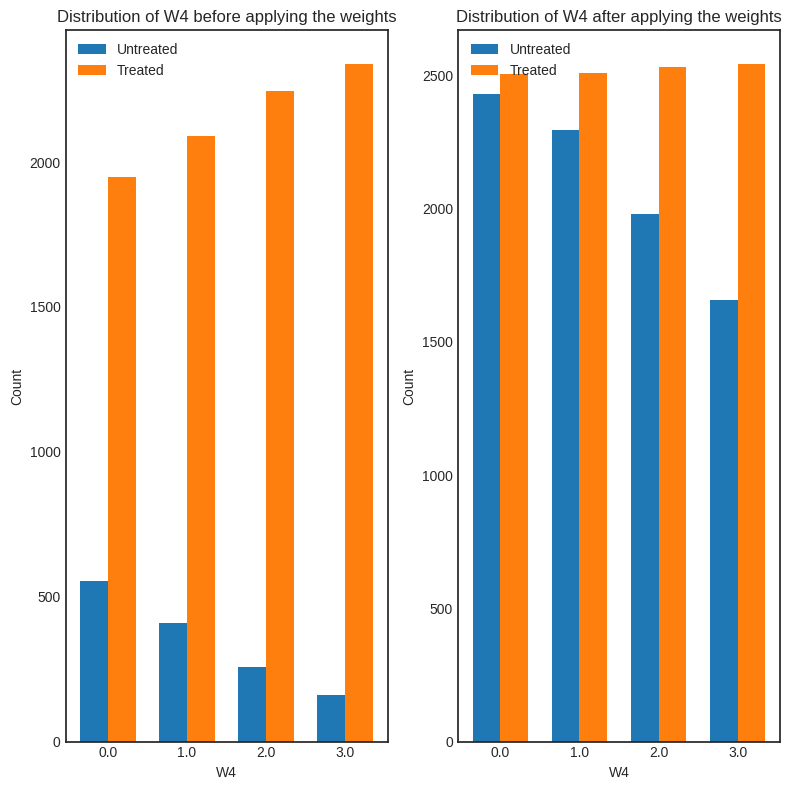 Distribution of W4 before applying the weights
Untreated
Treated
2000
1500
1000
500
0
Count
0.0 1.0 2.0 3.0
W4
Distribution of W4 after applying the weights
Untreated
Treated
2500
2000
1500
1000
500
0
Count
0.0 1.0 2.0 3.0
W4